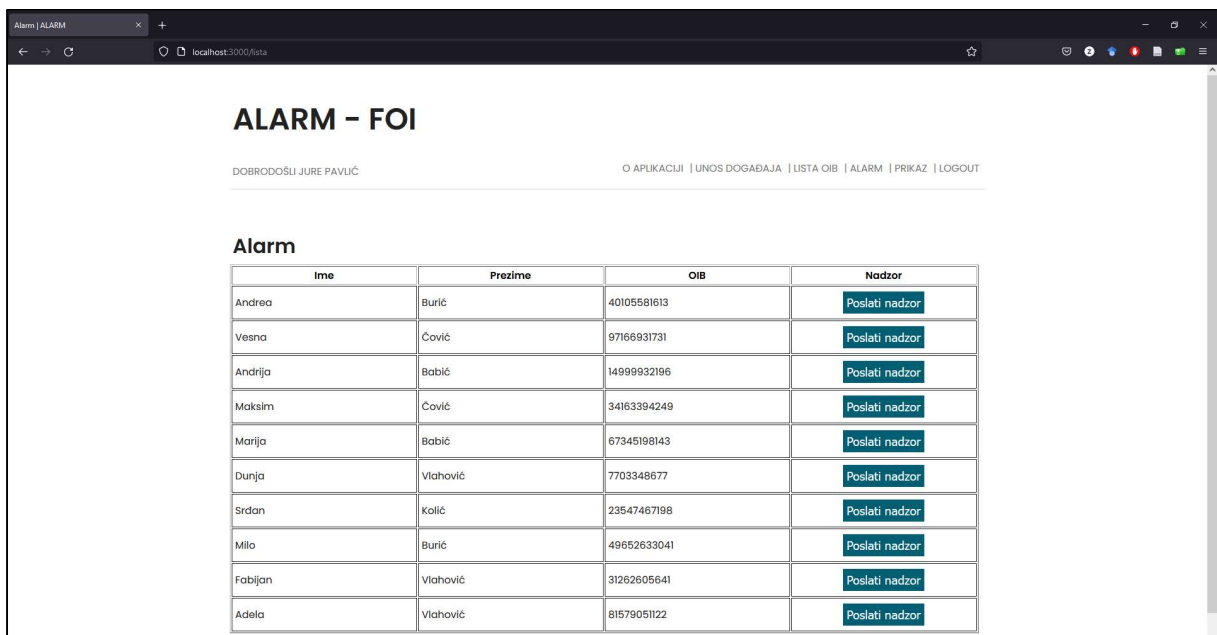 Alarm | ALARM
localhost:3000/lista
ALARM - FOI
DOBRODOŠLI JURE PAVLIĆ
O APLIKACIJI | UNOS DOGAĐAJA | LISTA OIB | ALARM | PRIKAZ | LOGOUT
Alarm
Ime Prezime OIB Nadzor
Andrea Burić 40105581613 Poslati nadzor
Vesna Čović 97166931731 Poslati nadzor
Andrija Babić 14999932196 Poslati nadzor
Maksim Čović 34163394249 Poslati nadzor
Marija Babić 67345198143 Poslati nadzor
Dunja Vlahović 7703348677 Poslati nadzor
Srđan Kolić 23547467198 Poslati nadzor
Milo Burić 49652633041 Poslati nadzor
Fabijan Vlahović 31262605641 Poslati nadzor
Adela Vlahović 81579051122 Poslati nadzor